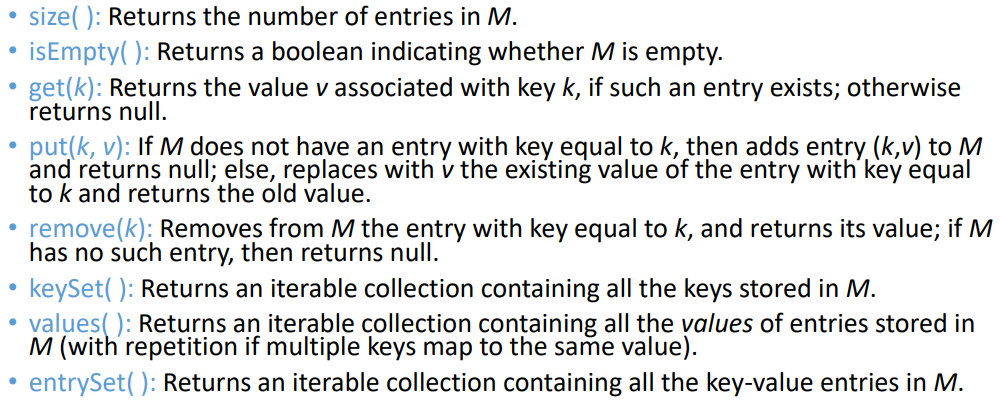 • size( ): Returns the number of entries in M.
• isEmpty( ): Returns a boolean indicating whether M is empty.
• get(k): Returns the value v associated with key k, if such an entry exists; otherwise
returns null.
• put(k, v): If M does not have an entry with key equal to k, then adds entry (k,v) to M
and returns null; else, replaces with v the existing value of the entry with key equal
to k and returns the old value.
• remove(k): Removes from M the entry with key equal to k, and returns its value; if M
has no such entry, then returns null.
• keySet( ): Returns an iterable collection containing all the keys stored in M.
• values( ): Returns an iterable collection containing all the values of entries stored in
M (with repetition if multiple keys map to the same value).
• entrySet( ): Returns an iterable collection containing all the key-value entries in M.